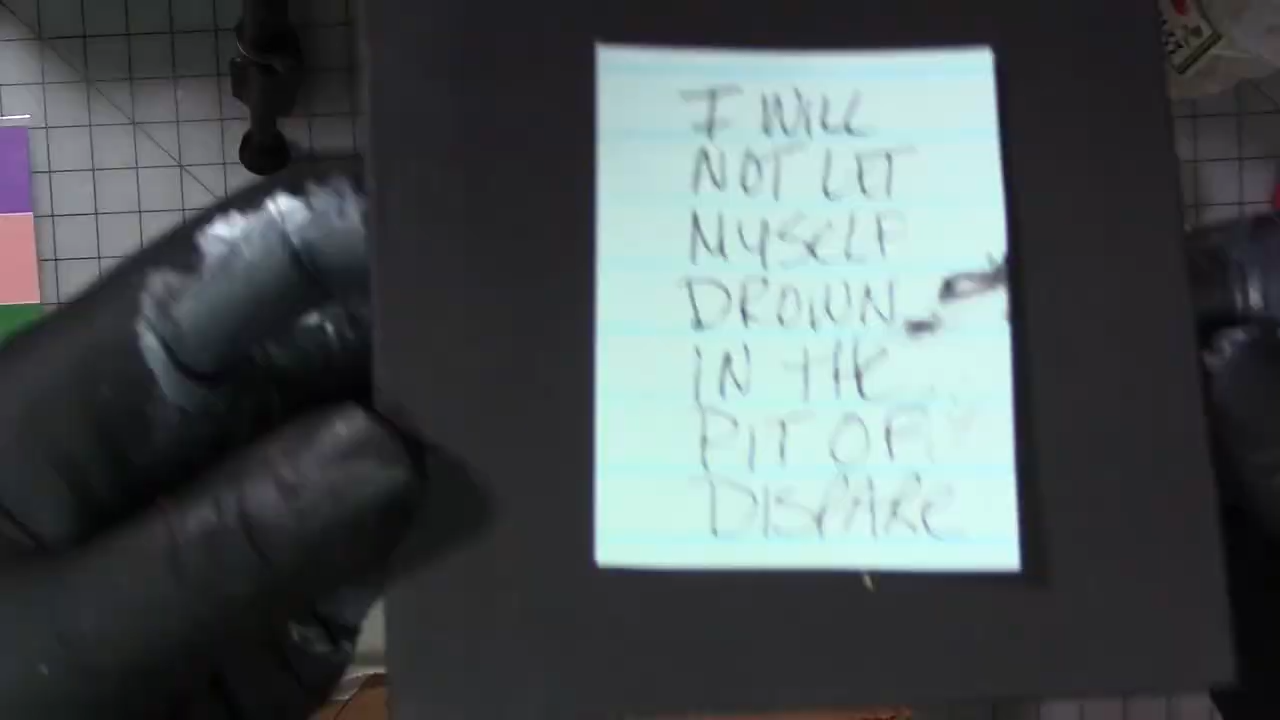 I WILL
NOT LET
MYSELF
DROWN
IN THE
PIT OF
DISPARE